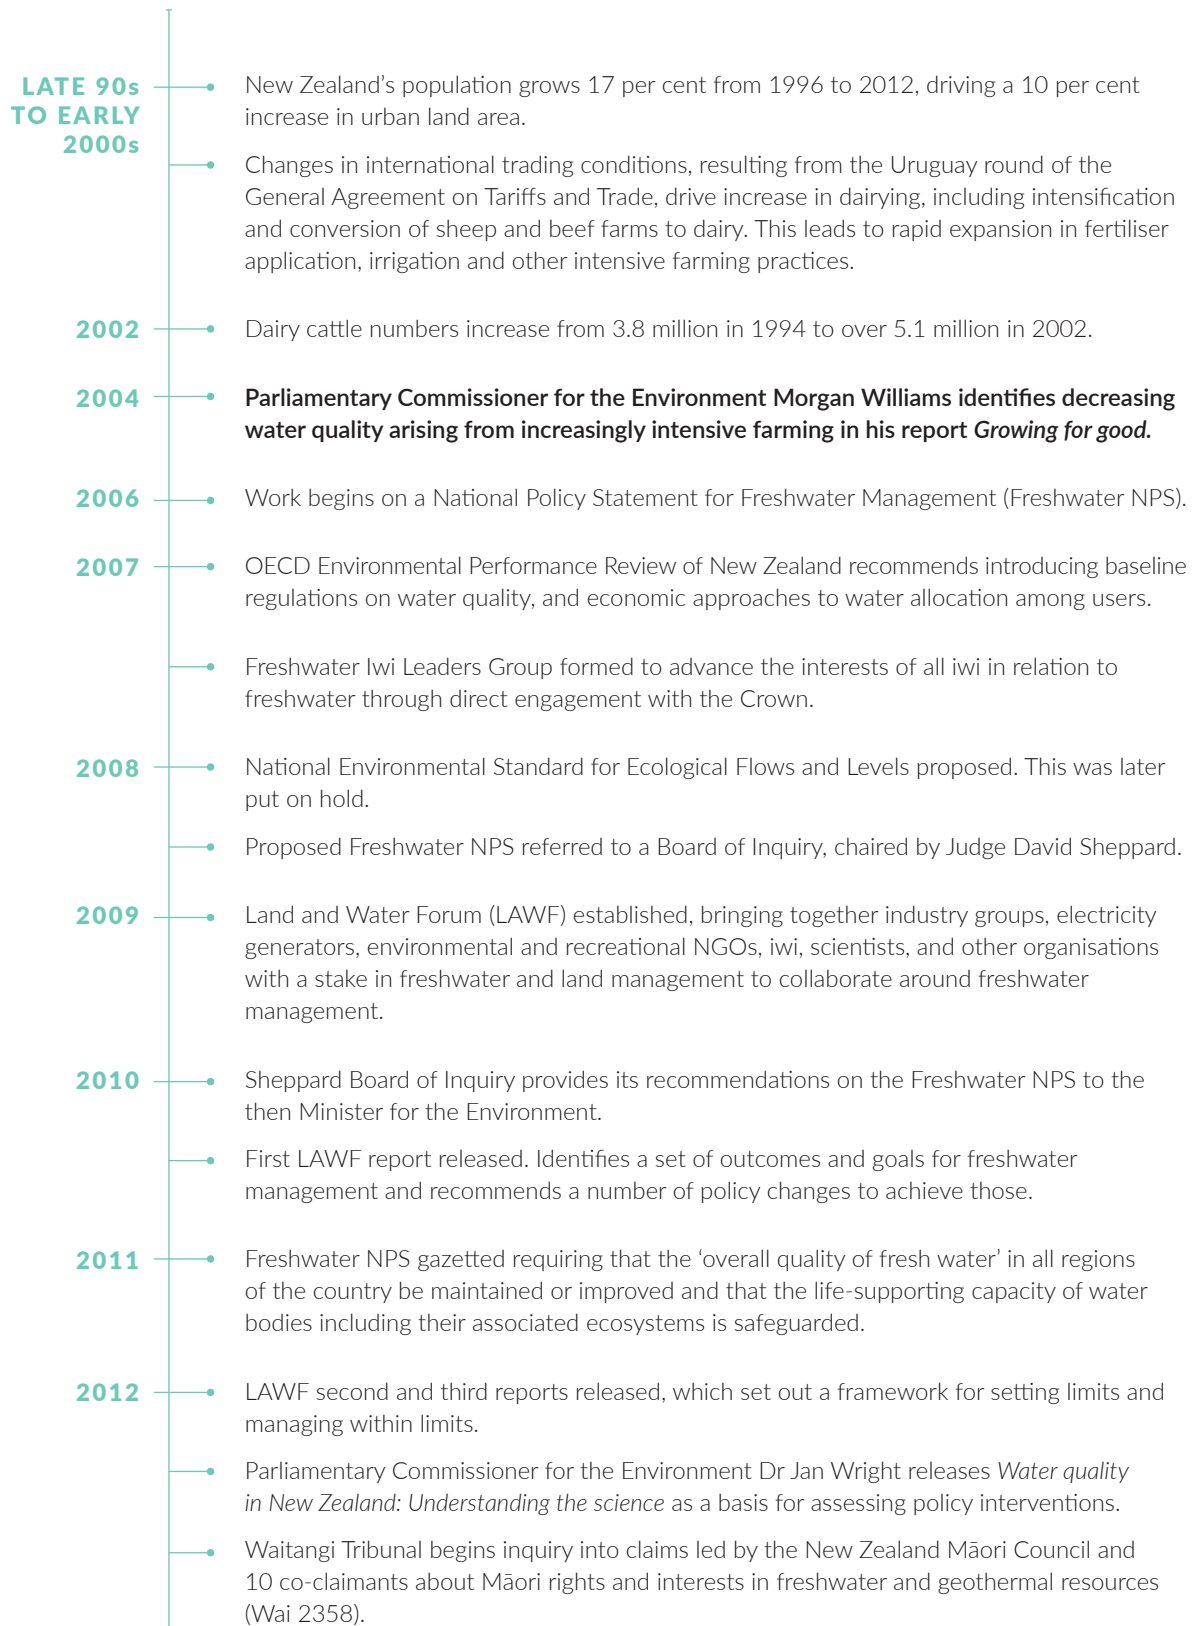 LATE 90s
TO EARLY
2000s
New Zealand’s population grows 17 per cent from 1996 to 2012, driving a 10 per cent
increase in urban land area.
Changes in international trading conditions, resulting from the Uruguay round of the
General Agreement on Tariffs and Trade, drive increase in dairying, including intensification
and conversion of sheep and beef farms to dairy. This leads to rapid expansion in fertiliser
application, irrigation and other intensive farming practices.
2002
Dairy cattle numbers increase from 3.8 million in 1994 to over 5.1 million in 2002.
2004
Parliamentary Commissioner for the Environment Morgan Williams identifies decreasing
water quality arising from increasingly intensive farming in his report Growing for good.
2006
Work begins on a National Policy Statement for Freshwater Management (Freshwater NPS).
2007
OECD Environmental Performance Review of New Zealand recommends introducing baseline
regulations on water quality, and economic approaches to water allocation among users.
Freshwater Iwi Leaders Group formed to advance the interests of all iwi in relation to
freshwater through direct engagement with the Crown.
2008
National Environmental Standard for Ecological Flows and Levels proposed. This was later
put on hold.
Proposed Freshwater NPS referred to a Board of Inquiry, chaired by Judge David Sheppard.
2009
Land and Water Forum (LAWF) established, bringing together industry groups, electricity
generators, environmental and recreational NGOs, iwi, scientists, and other organisations
with a stake in freshwater and land management to collaborate around freshwater
management.
2010
Sheppard Board of Inquiry provides its recommendations on the Freshwater NPS to the
then Minister for the Environment.
First LAWF report released. Identifies a set of outcomes and goals for freshwater
management and recommends a number of policy changes to achieve those.
2011
Freshwater NPS gazetted requiring that the ‘overall quality of fresh water’ in all regions
of the country be maintained or improved and that the life-supporting capacity of water
bodies including their associated ecosystems is safeguarded.
2012
LAWF second and third reports released, which set out a framework for setting limits and
managing within limits.
Parliamentary Commissioner for the Environment Dr Jan Wright releases Water quality
in New Zealand: Understanding the science as a basis for assessing policy interventions.
Waitangi Tribunal begins inquiry into claims led by the New Zealand Māori Council and
10 co-claimants about Māori rights and interests in freshwater and geothermal resources
(Wai 2358).